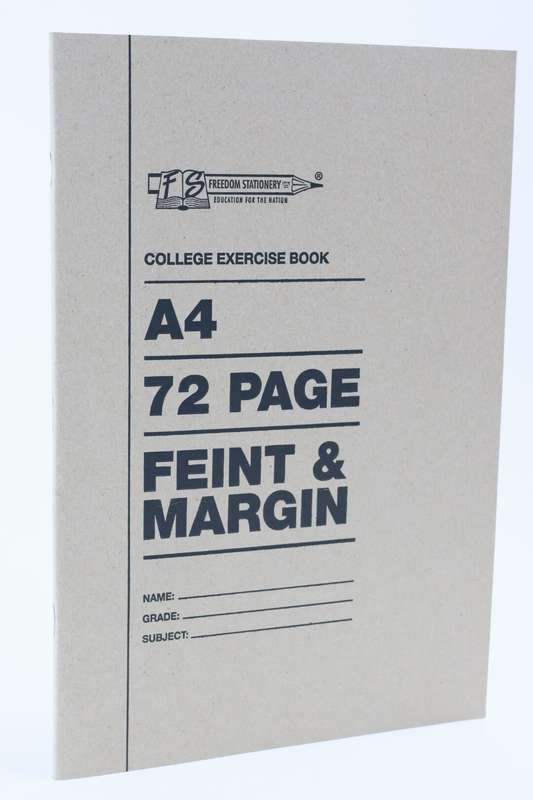 FS FREEDOM STATIONERY ®
EDUCATION FOR THE NATION
COLLEGE EXERCISE BOOK
A4
72 PAGE
FEINT &
MARGIN
NAME:
GRADE:
SUBJECT: